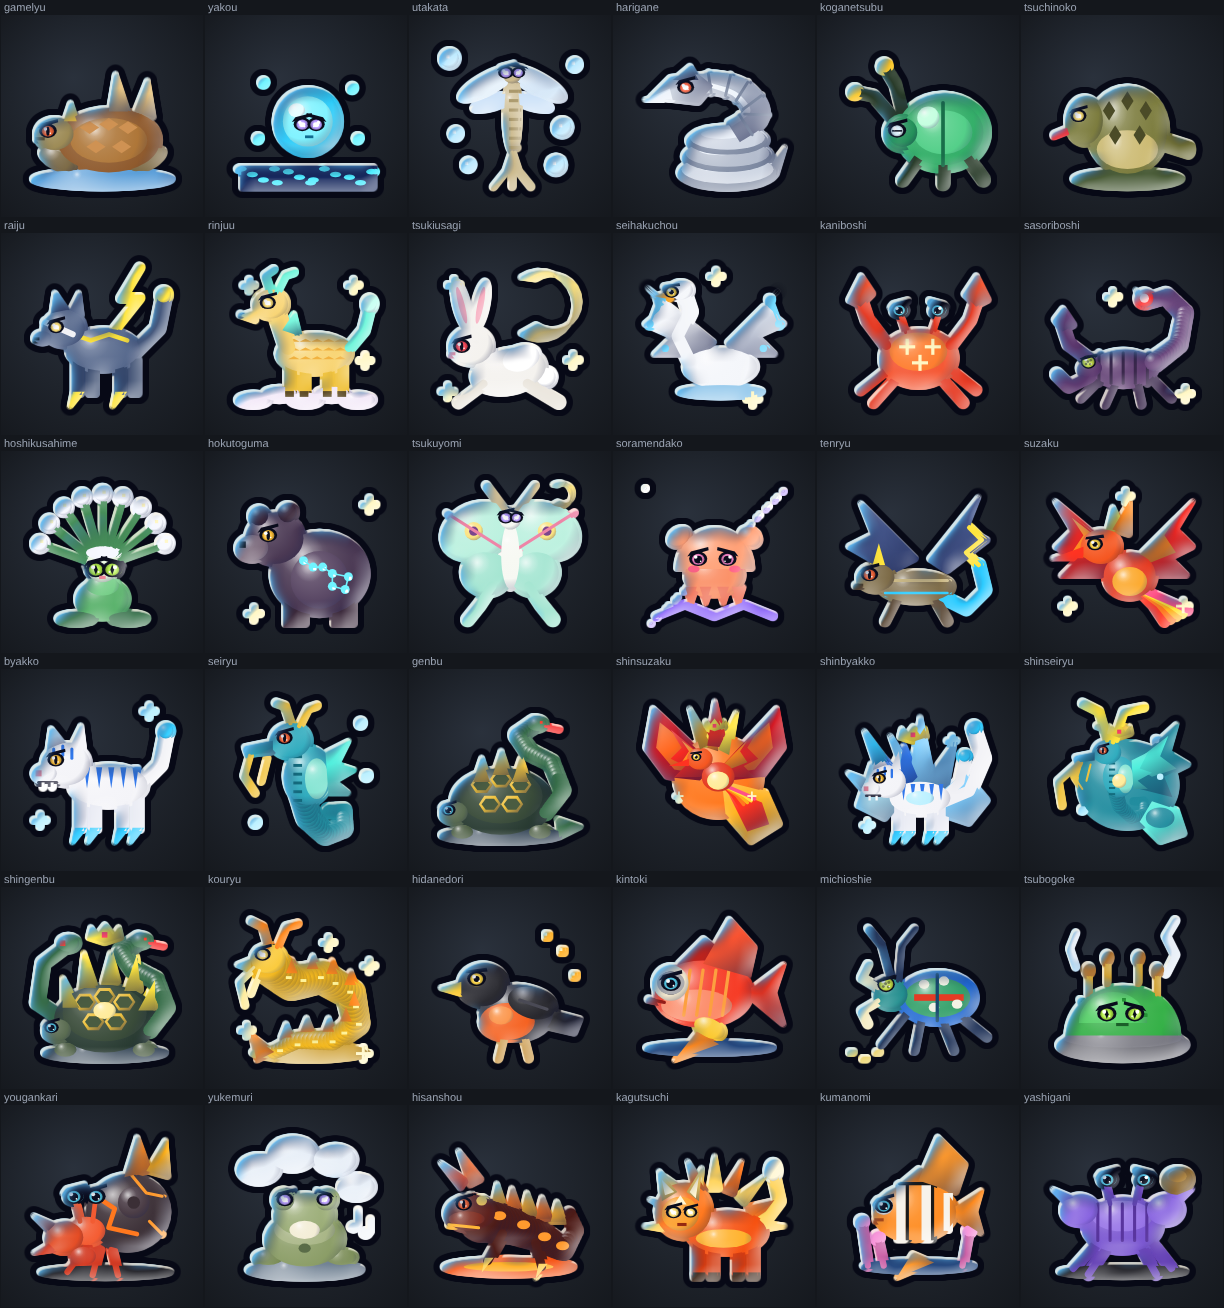 gamelyu yakou utakata harigane koganetsubu tsuchinoko
raiju rinjuu tsukiusagi seihakuchou kaniboshi sasoriboshi
hoshikusahime hokutoguma tsukuyomi soramendako tenryu suzaku
byakko seiryu genbu shinsuzaku shinbyakko shinseiryu
shingenbu kouryu hidanedori kintoki michioshie tsubogoke
yougankari yukemuri hisanshou kagutsuchi kumanomi yashigani